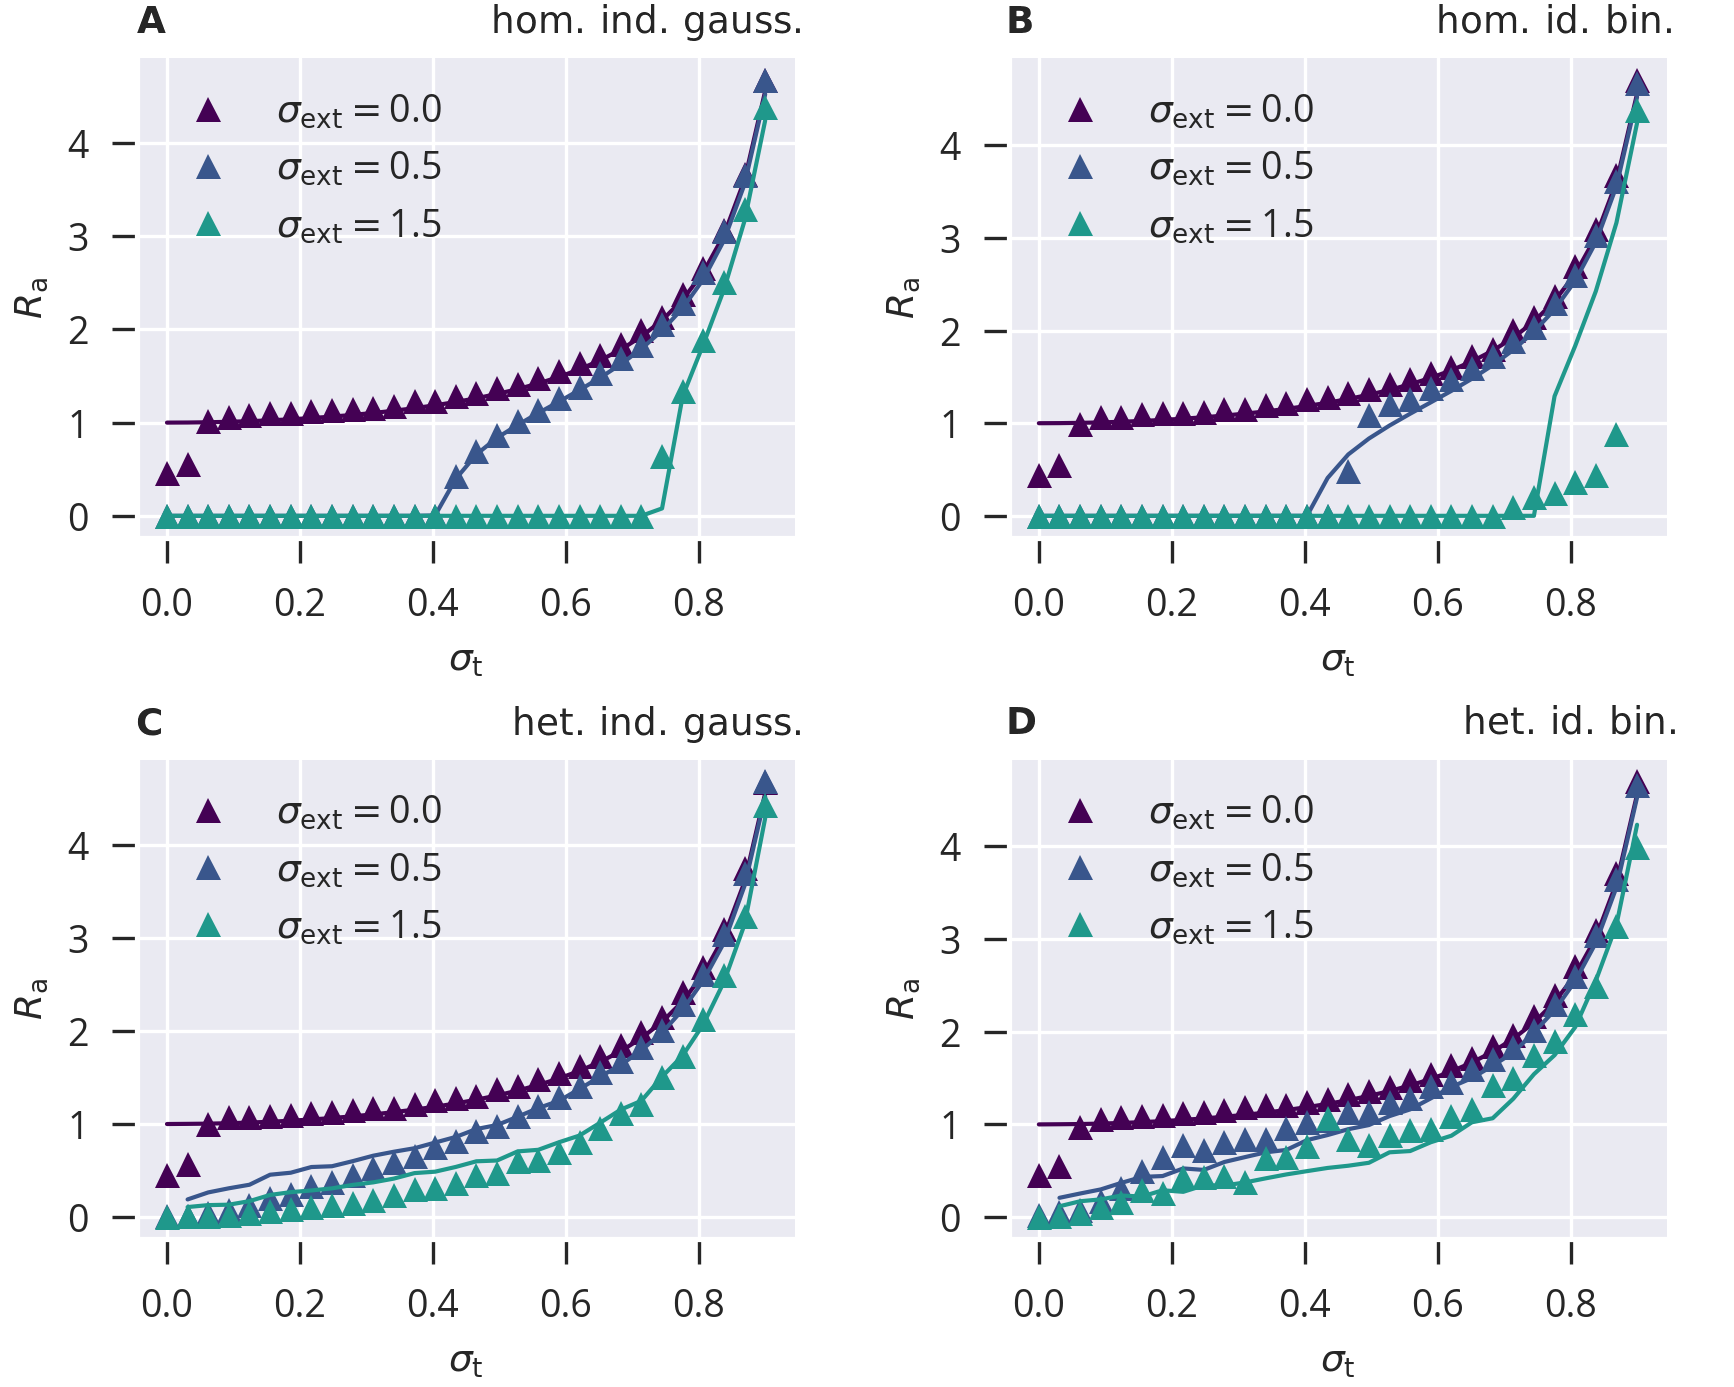 A hom. ind. gauss.
σext = 0.0
σext = 0.5
σext = 1.5
Ra
4
3
2
1
0
0.0 0.2 0.4 0.6 0.8
σt
B hom. id. bin.
σext = 0.0
σext = 0.5
σext = 1.5
Ra
4
3
2
1
0
0.0 0.2 0.4 0.6 0.8
σt
C het. ind. gauss.
σext = 0.0
σext = 0.5
σext = 1.5
Ra
4
3
2
1
0
0.0 0.2 0.4 0.6 0.8
σt
D het. id. bin.
σext = 0.0
σext = 0.5
σext = 1.5
Ra
4
3
2
1
0
0.0 0.2 0.4 0.6 0.8
σt